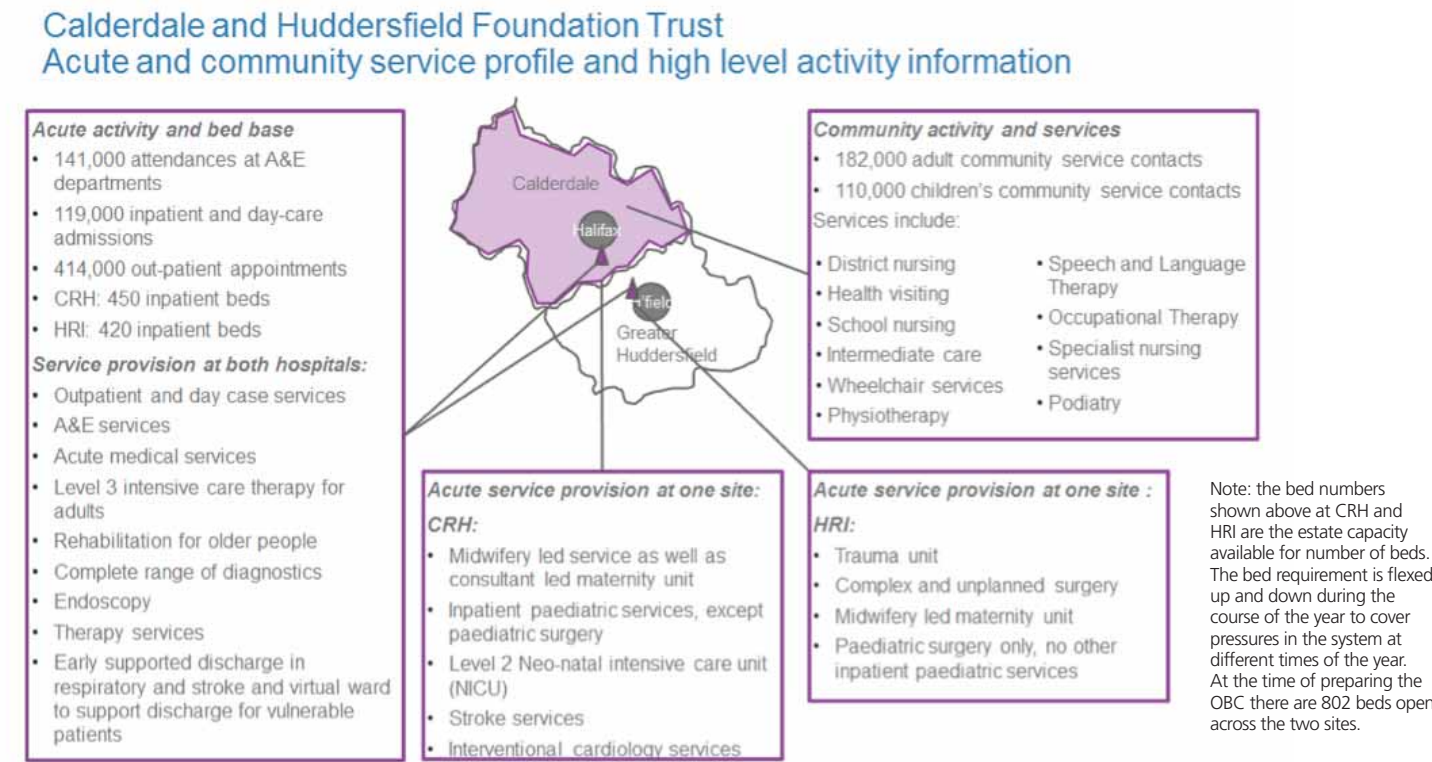 Calderdale and Huddersfield Foundation Trust
Acute and community service profile and high level activity information
Acute activity and bed base
• 141,000 attendances at A&E
departments
• 119,000 inpatient and day-care
admissions
• 414,000 out-patient appointments
• CRH: 450 inpatient beds
• HRI: 420 inpatient beds
Service provision at both hospitals:
• Outpatient and day case services
• A&E services
• Acute medical services
• Level 3 intensive care therapy for
adults
• Rehabilitation for older people
• Complete range of diagnostics
• Endoscopy
• Therapy services
• Early supported discharge in
respiratory and stroke and virtual ward
to support discharge for vulnerable
patients
Calderdale
Halifax
H'field
Greater
Huddersfield
Community activity and services
• 182,000 adult community service contacts
• 110,000 children's community service contacts
Services include:
• District nursing
• Health visiting
• School nursing
• Intermediate care
• Wheelchair services
• Physiotherapy
• Speech and Language
Therapy
• Occupational Therapy
• Specialist nursing
services
• Podiatry
Acute service provision at one site:
CRH:
• Midwifery led service as well as
consultant led maternity unit
• Inpatient paediatric services, except
paediatric surgery
• Level 2 Neo-natal intensive care unit
(NICU)
• Stroke services
• Interventional cardiology services
Acute service provision at one site :
HRI:
• Trauma unit
• Complex and unplanned surgery
• Midwifery led maternity unit
• Paediatric surgery only, no other
inpatient paediatric services
Note: the bed numbers
shown above at CRH and
HRI are the estate capacity
available for number of beds.
The bed requirement is flexed
up and down during the
course of the year to cover
pressures in the system at
different times of the year.
At the time of preparing the
OBC there are 802 beds open
across the two sites.